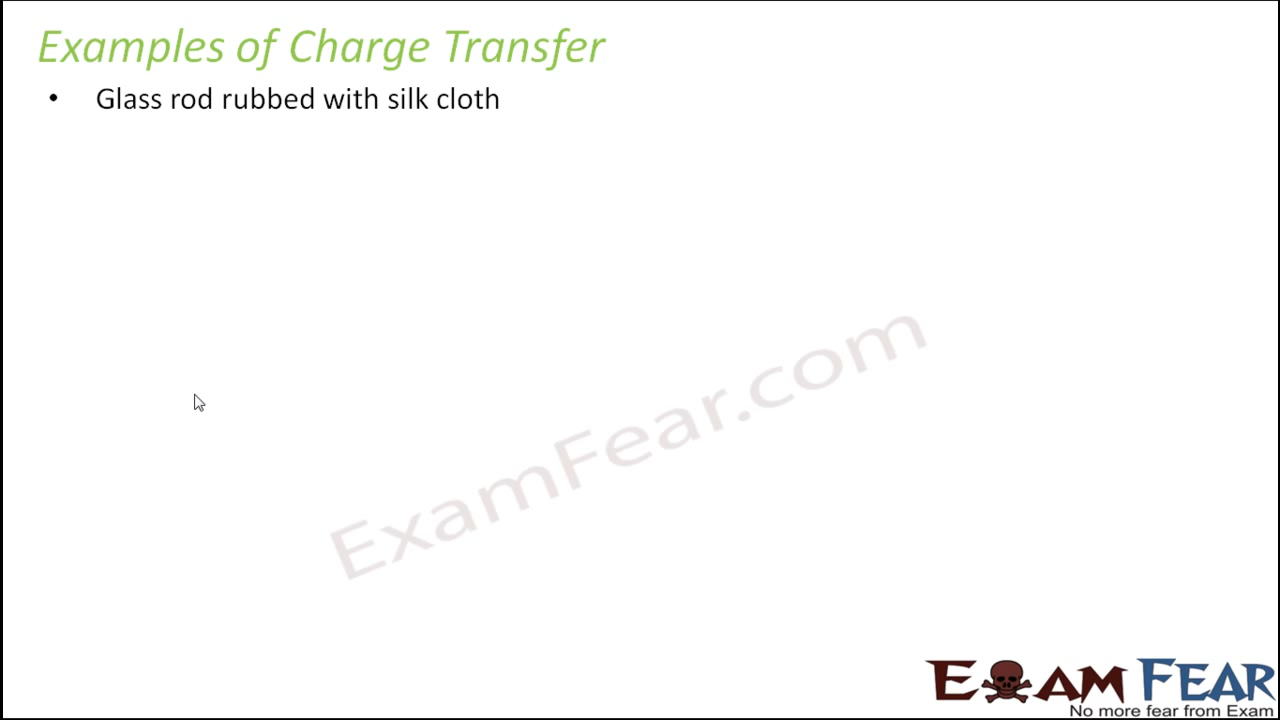 Examples of Charge Transfer
• Glass rod rubbed with silk cloth
ExamFear.com
EXAM FEAR
No more fear from Exam